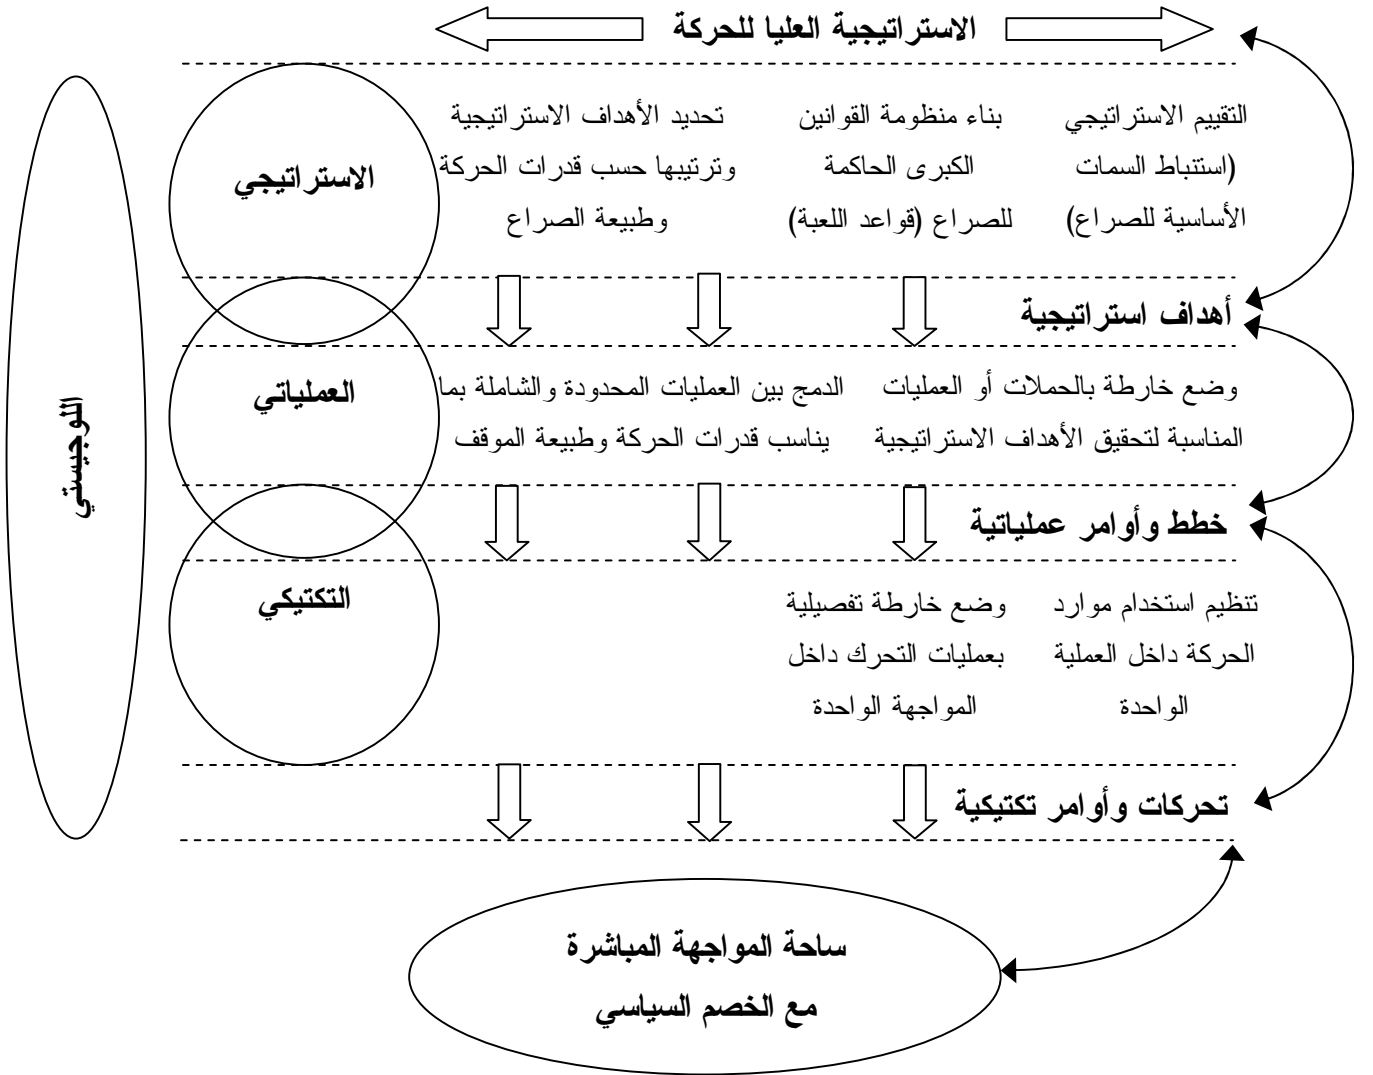 الاستراتيجية العليا للحركة
التقييم الاستراتيجي
(استنباط السمات
الأساسية للصراع)
بناء منظومة القوانين
الكبرى الحاكمة
للصراع (قواعد اللعبة)
تحديد الأهداف الاستراتيجية
وترتيبها حسب قدرات الحركة
وطبيعة الصراع
الاستراتيجي
أهداف استراتيجية
وضع خارطة بالحملات أو العمليات
المناسبة لتحقيق الأهداف الاستراتيجية
الدمج بين العمليات المحدودة والشاملة بما
يناسب قدرات الحركة وطبيعة الموقف
العملياتي
اللوجيستي
خطط وأوامر عملياتية
تنظيم استخدام موارد
الحركة داخل العملية
الواحدة
وضع خارطة تفصيلية
بعمليات التحرك داخل
المواجهة الواحدة
التكتيكي
تحركات وأوامر تكتيكية
ساحة المواجهة المباشرة
مع الخصم السياسي